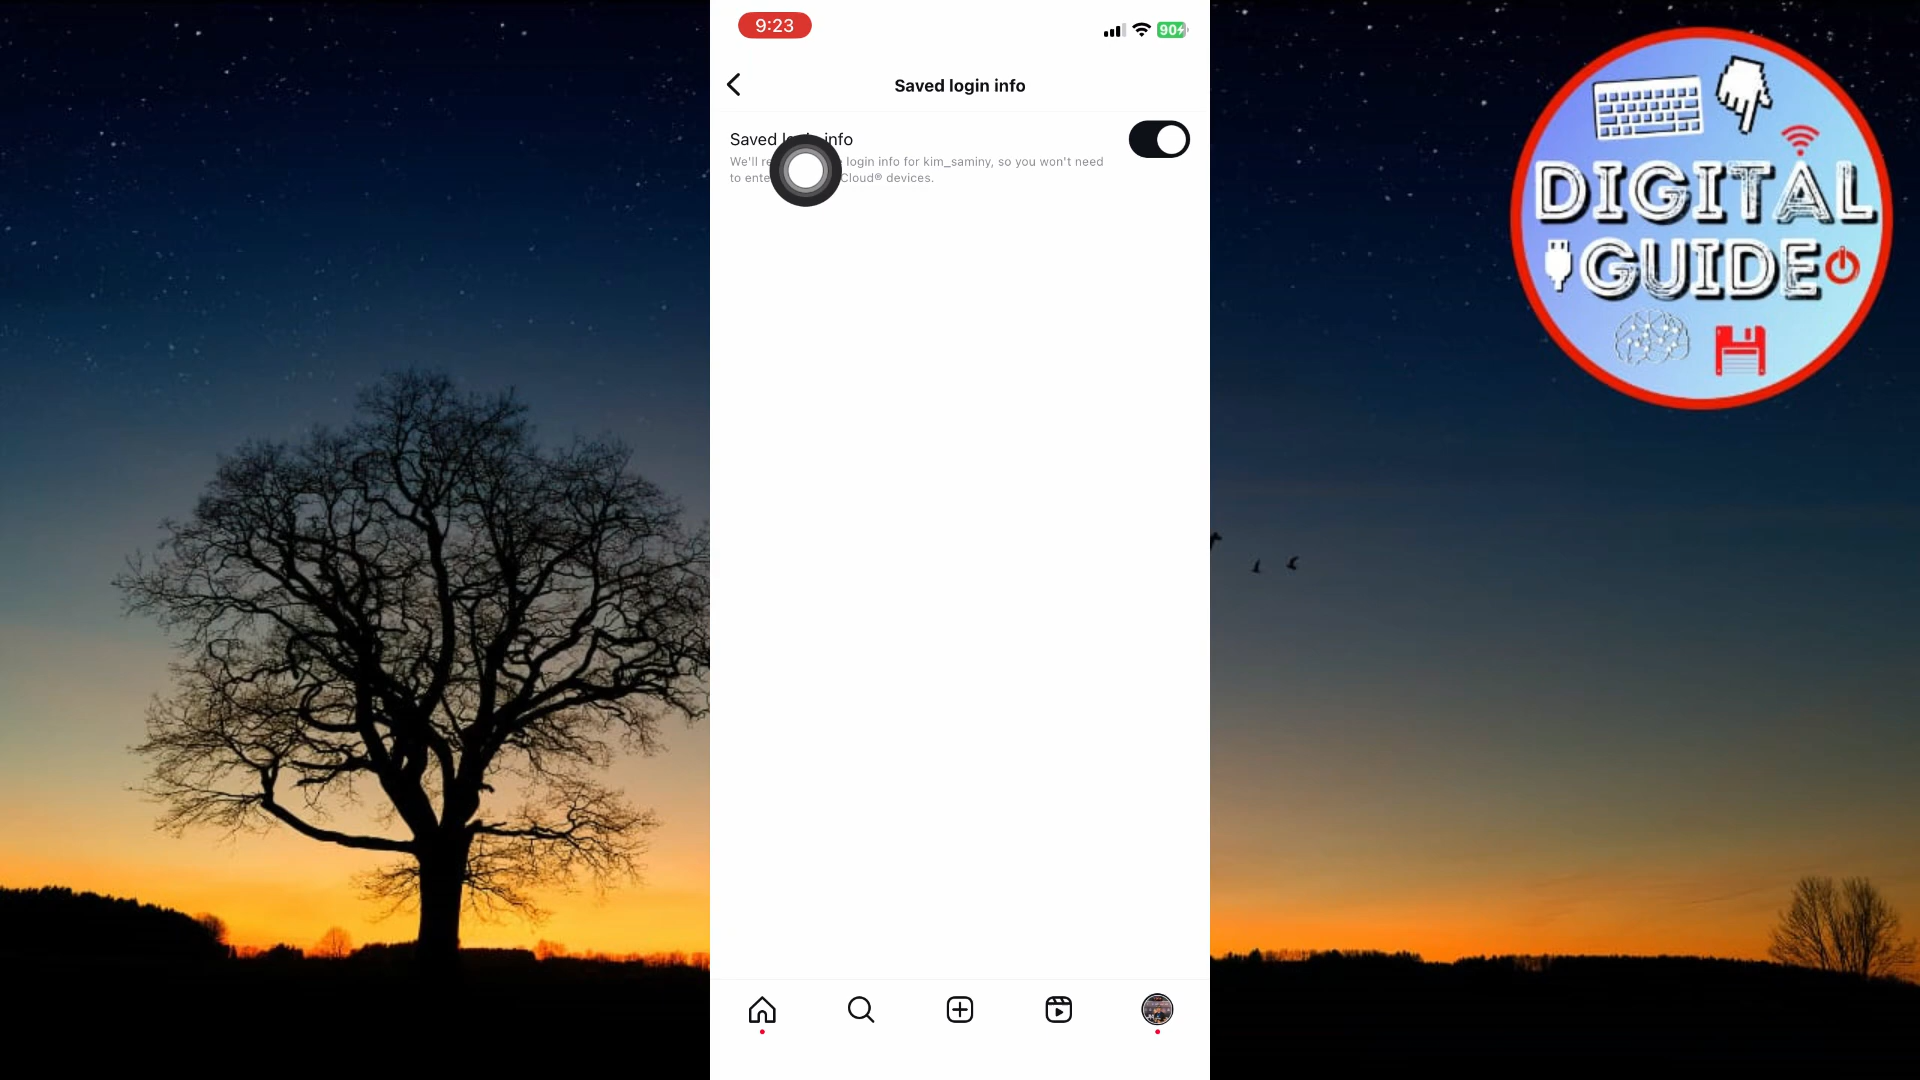 9:23
90
Saved login info
Saved info
We'll login info for kim_saminy, so you won't need
to Cloud® devices.
DIGITAL
GUIDE